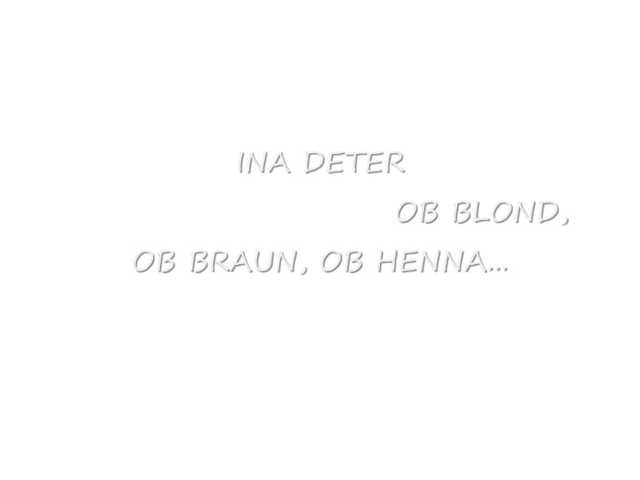 INA DETER
OB BLOND,
OB BRAUN, OB HENNA...